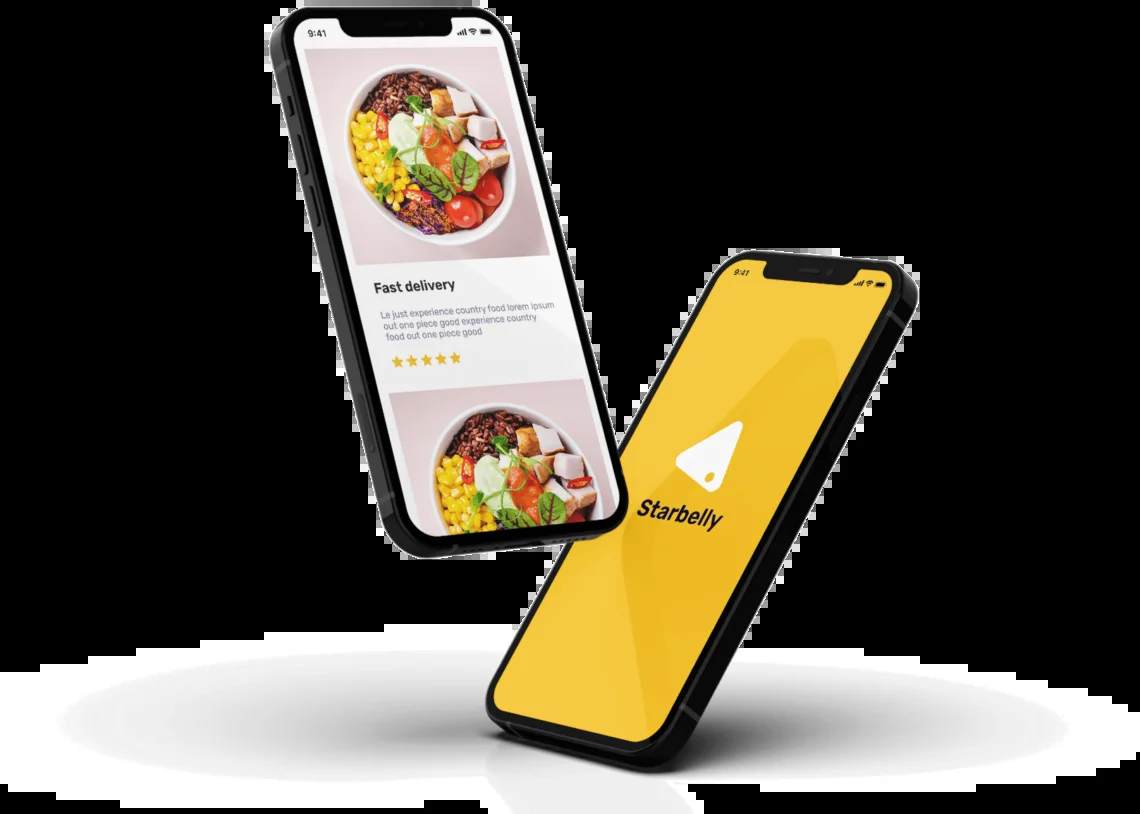 9:41
Fast delivery
Le just experience country food lorem ipsum
out one piece good experience country
food out one piece good
9:41
Starbelly